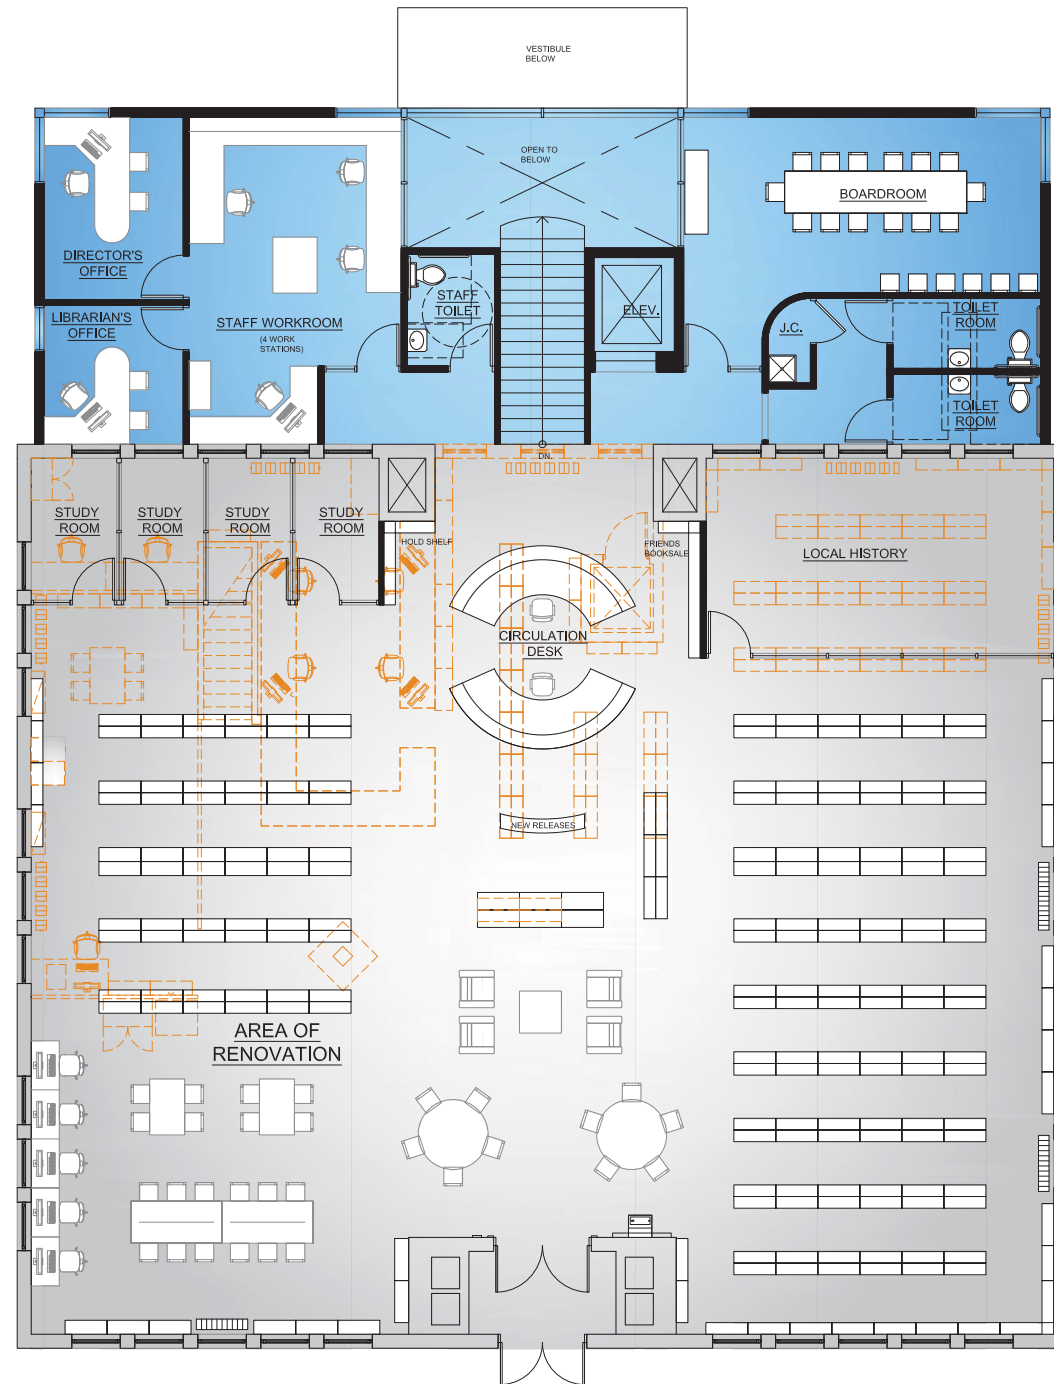 VESTIBULE
BELOW
OPEN TO
BELOW
BOARDROOM
DIRECTOR'S
OFFICE
LIBRARIAN'S
OFFICE
STAFF WORKROOM
(4 WORK
STATIONS)
STAFF
TOILET
ELEV.
J.C.
TOILET
ROOM
TOILET
ROOM
DN.
STUDY
ROOM
STUDY
ROOM
STUDY
ROOM
STUDY
ROOM
HOLD SHELF
FRIENDS
BOOKSALE
LOCAL HISTORY
CIRCULATION
DESK
NEW RELEASES
AREA OF
RENOVATION